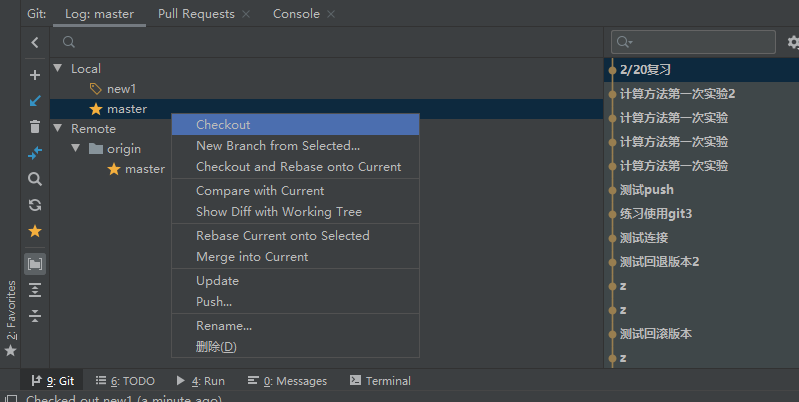 Git: Log: master Pull Requests Console
Local
new1
master
Remote
origin
master
Checkout
New Branch from Selected...
Checkout and Rebase onto Current
Compare with Current
Show Diff with Working Tree
Rebase Current onto Selected
Merge into Current
Update
Push...
Rename...
删除(D)
2/20复习
计算方法第一次实验2
计算方法第一次实验
计算方法第一次实验
计算方法第一次实验
测试push
练习使用git3
测试连接
测试回退版本2
z
z
测试回滚版本
z
2: Favorites
9: Git 6: TODO 4: Run 0: Messages Terminal
Checked out new1 (a minute ago)